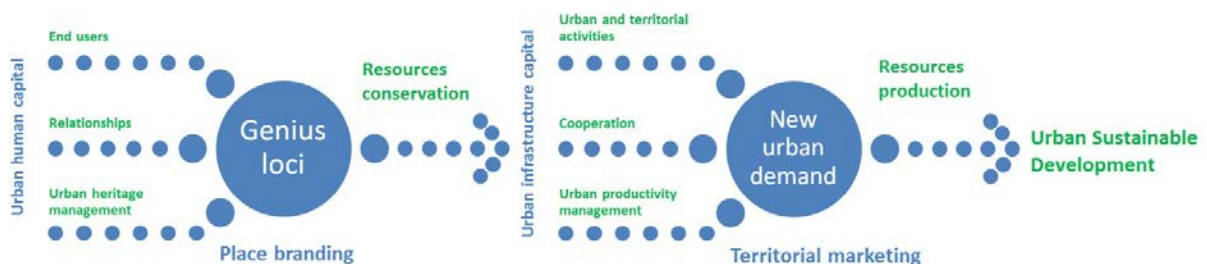 Urban human capital
End users
Relationships
Urban heritage
management
Genius
loci
Resources
conservation
Place branding
Urban infrastructure capital
Urban and territorial
activities
Cooperation
Urban productivity
management
New
urban
demand
Resources
production
Territorial marketing
Urban Sustainable
Development